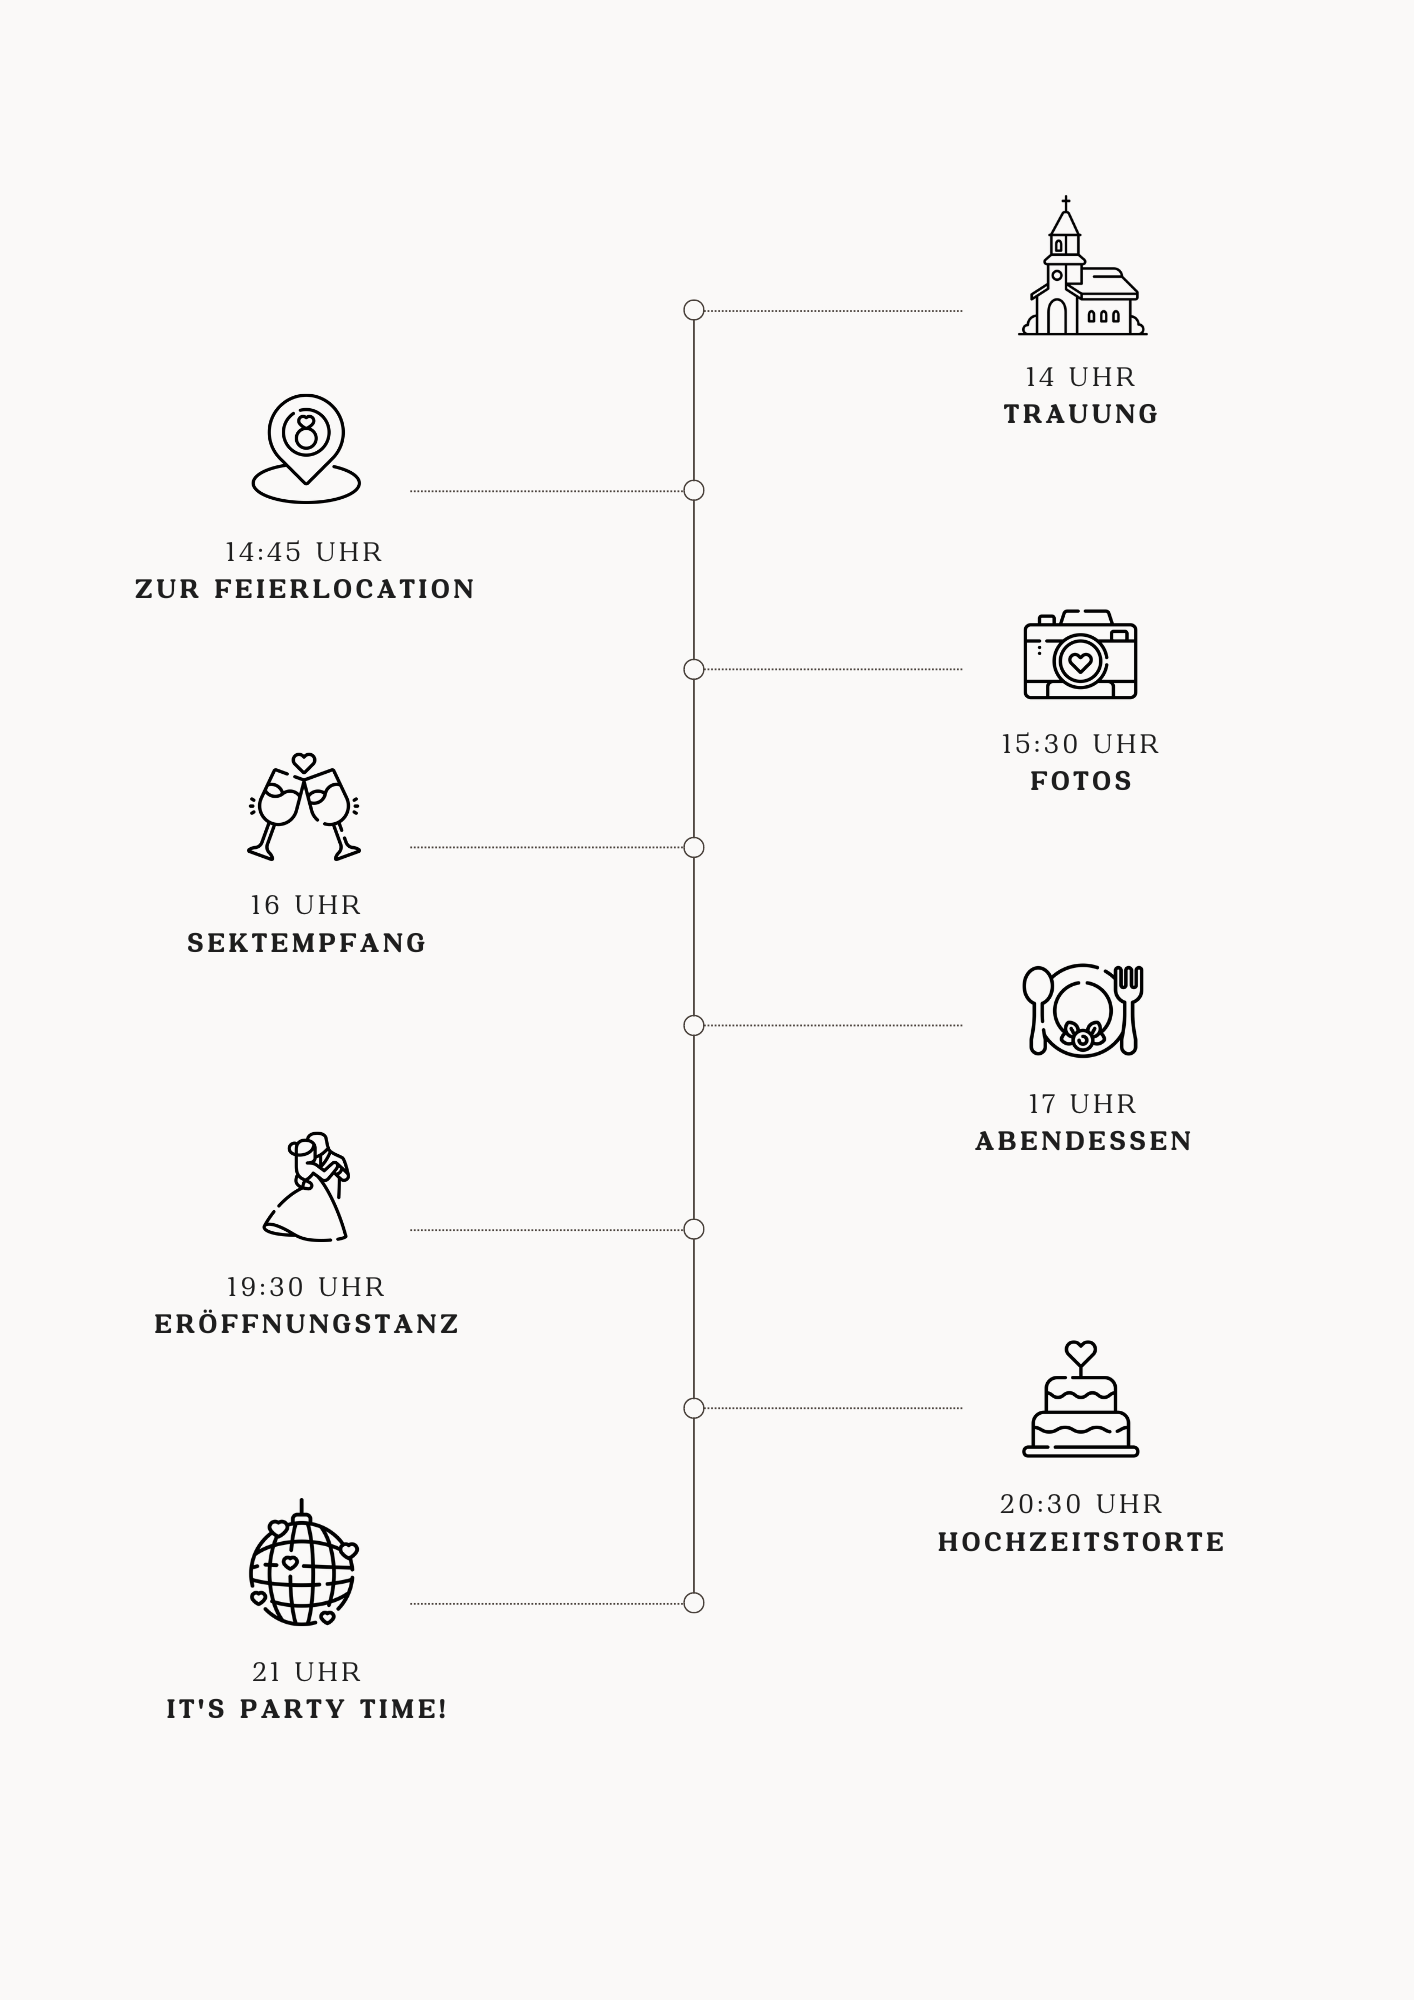 14 UHR
TRAUUNG
14:45 UHR
ZUR FEIERLOCATION
15:30 UHR
FOTOS
16 UHR
SEKTEMPFANG
17 UHR
ABENDESSEN
19:30 UHR
ERÖFFNUNGSTANZ
20:30 UHR
HOCHZEITSTORTE
21 UHR
IT'S PARTY TIME!